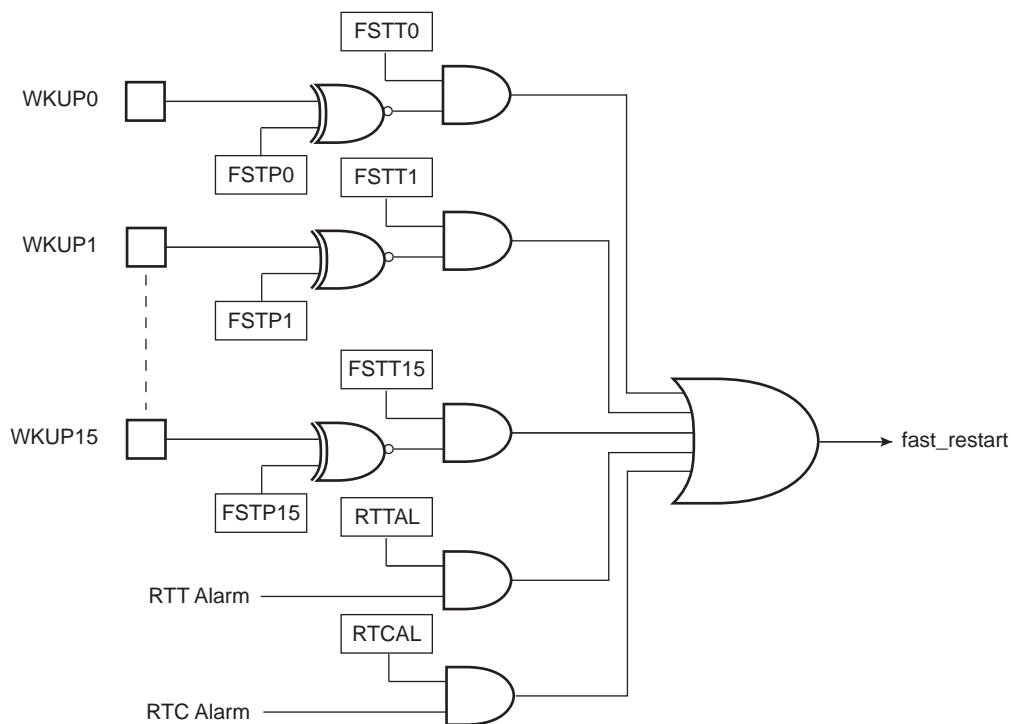 FSTT0
WKUP0
FSTP0
FSTT1
WKUP1
FSTP1
FSTT15
WKUP15
fast_restart
FSTP15
RTTAL
RTT Alarm
RTCAL
RTC Alarm